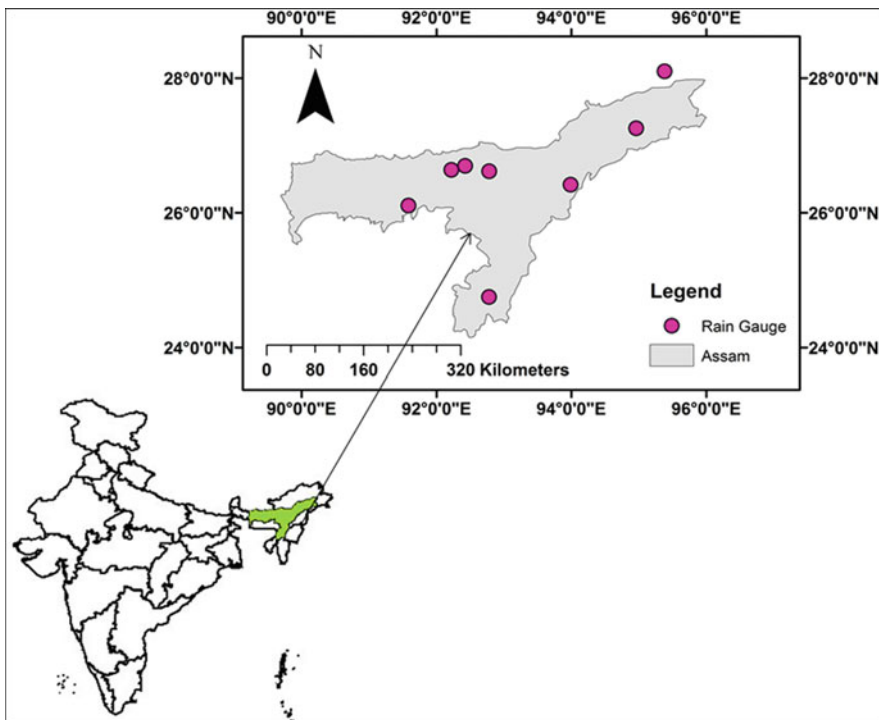 90°0'0"E 92°0'0"E 94°0'0"E 96°0'0"E
N
28°0'0"N 28°0'0"N
26°0'0"N 26°0'0"N
Legend
Rain Gauge
Assam
24°0'0"N 24°0'0"N
0 80 160 320 Kilometers
90°0'0"E 92°0'0"E 94°0'0"E 96°0'0"E